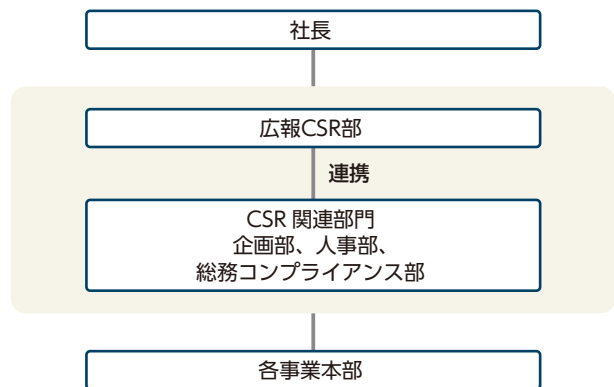 社長
広報CSR部
連携
CSR 関連部門
企画部、人事部、
総務コンプライアンス部
各事業本部